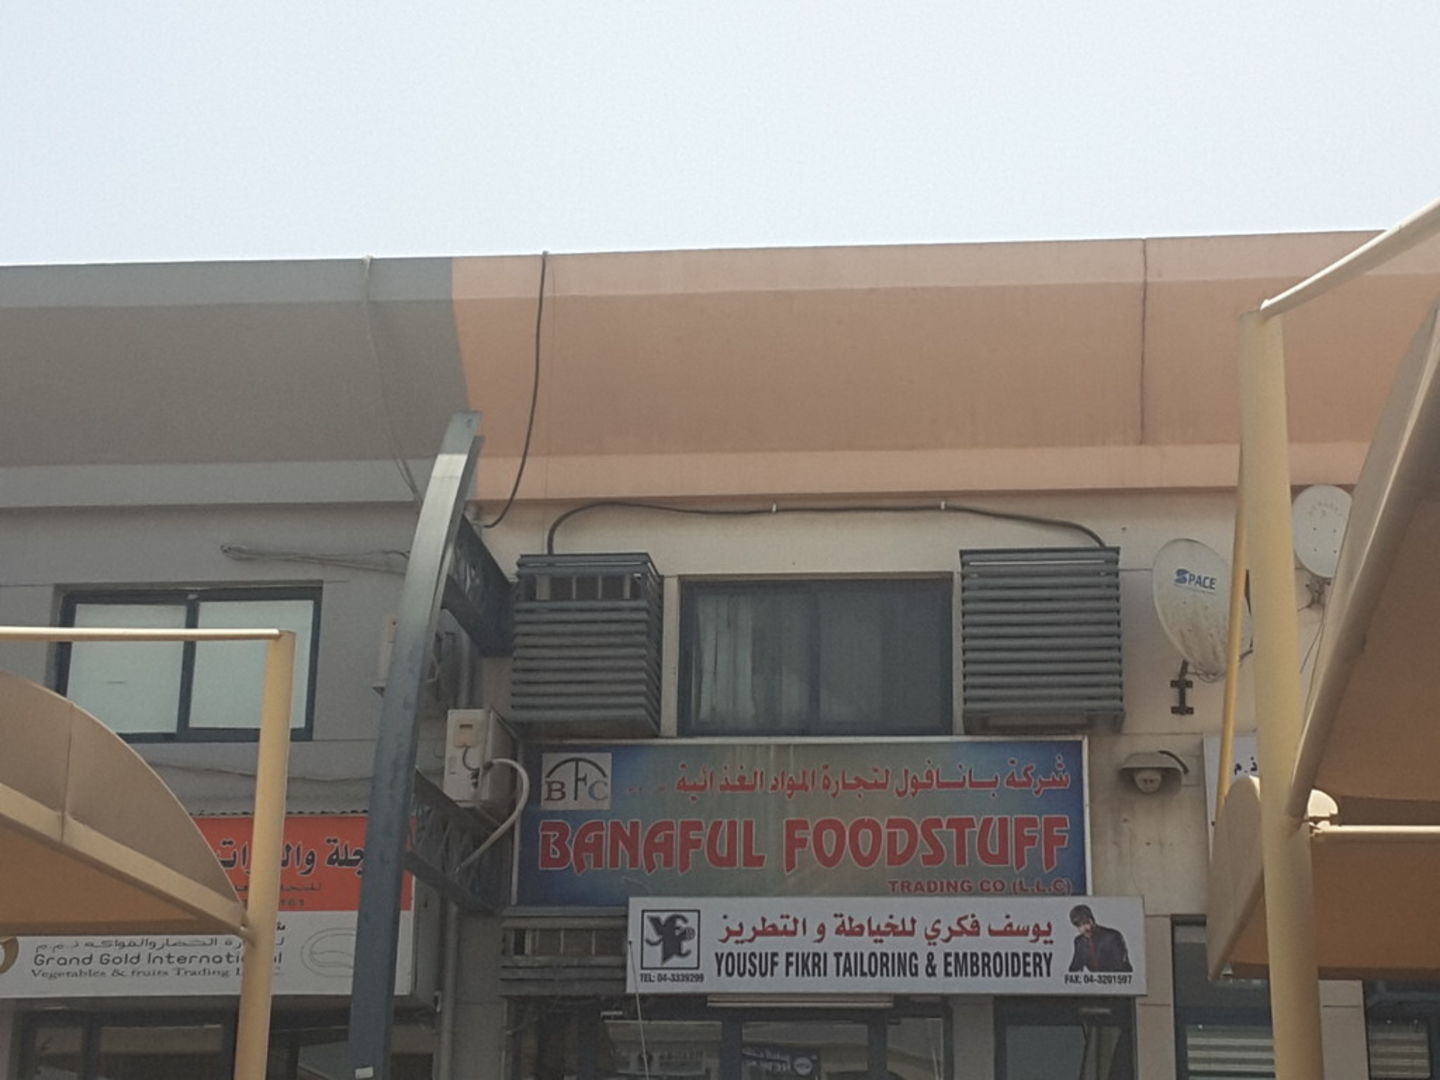 SPACE
BFC
شركة بانافول لتجارة المواد الغذائية
BANAFUL FOODSTUFF
TRADING CO (L.L.C)
يوسف فكري للخياطة و التطريز
YOUSUF FIKRI TAILORING & EMBROIDERY
TEL: 04-3339299
FAX: 04-3201597
Grand Gold International
Vegetables & fruits Trading